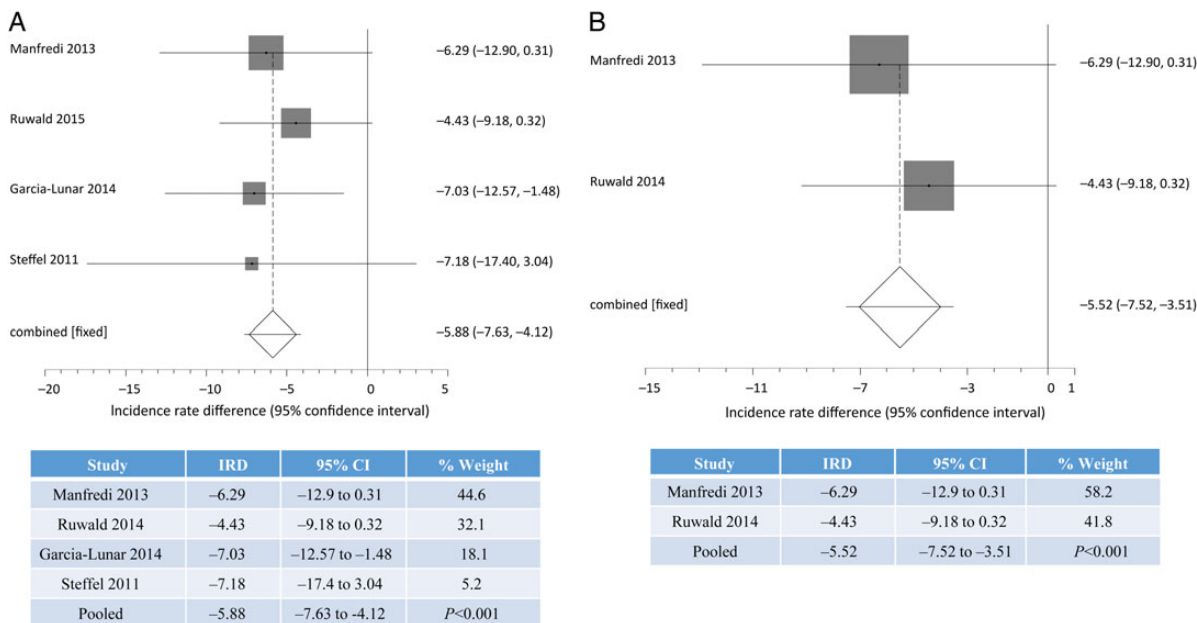 A
Manfredi 2013
−6.29 (−12.90, 0.31)
Ruwald 2015
−4.43 (−9.18, 0.32)
Garcia-Lunar 2014
−7.03 (−12.57, −1.48)
Steffel 2011
−7.18 (−17.40, 3.04)
combined [fixed]
−5.88 (−7.63, −4.12)
−20 −15 −10 −5 0 5
Incidence rate difference (95% confidence interval)
Study IRD 95% CI % Weight
Manfredi 2013 –6.29 –12.9 to 0.31 44.6
Ruwald 2014 –4.43 –9.18 to 0.32 32.1
Garcia-Lunar 2014 –7.03 –12.57 to –1.48 18.1
Steffel 2011 –7.18 –17.4 to 3.04 5.2
Pooled –5.88 –7.63 to -4.12 P<0.001
B
Manfredi 2013
−6.29 (−12.90, 0.31)
Ruwald 2014
−4.43 (−9.18, 0.32)
combined [fixed]
−5.52 (−7.52, −3.51)
−15 −11 −7 −3 0 1
Incidence rate difference (95% confidence interval)
Study IRD 95% CI % Weight
Manfredi 2013 –6.29 –12.9 to 0.31 58.2
Ruwald 2014 –4.43 –9.18 to 0.32 41.8
Pooled –5.52 –7.52 to –3.51 P<0.001